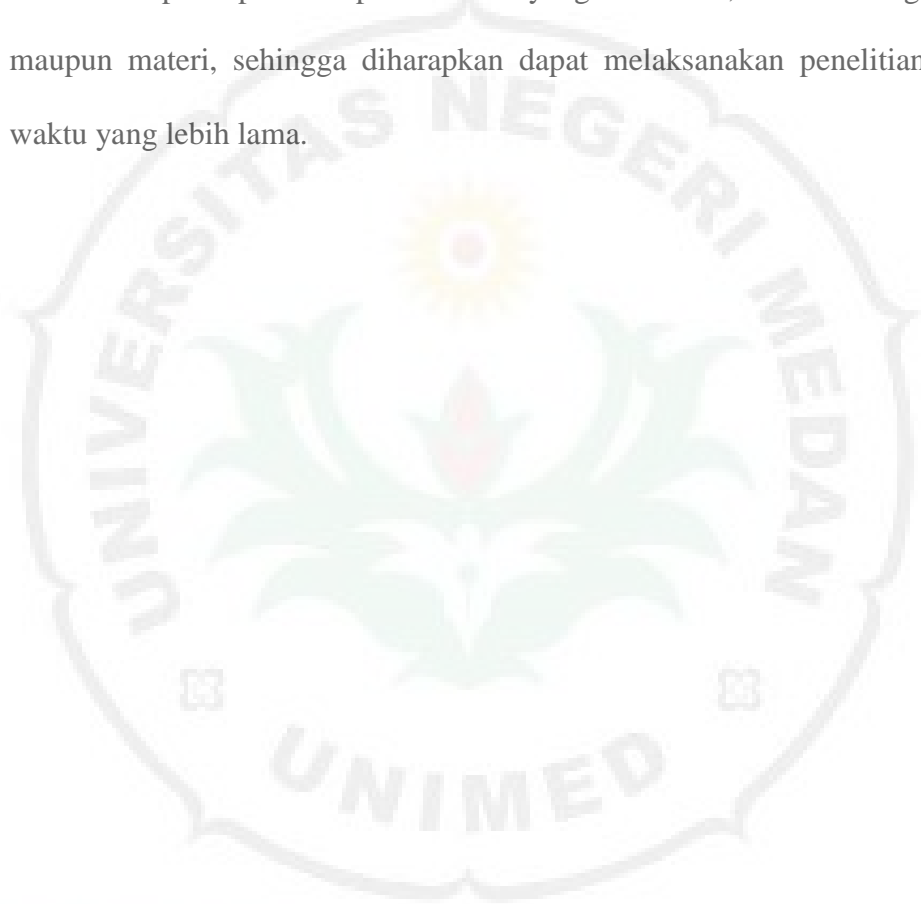 maupun materi, sehingga diharapkan dapat melaksanakan penelitian
waktu yang lebih lama.
UNIVERSITAS NEGERI MEDAN
UNIMED